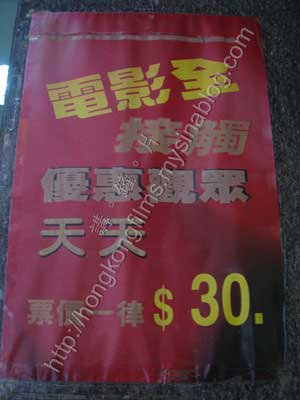 電影全
接觸
優惠觀眾
天天
票價一律 $ 30.
http://hongkongfilms.mysinablog.com